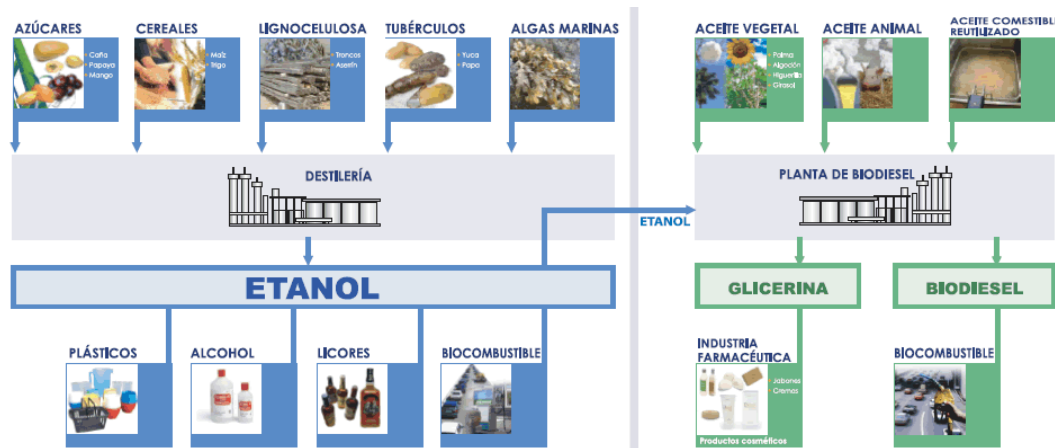 AZÚCARES
Caña
Papaya
Mango
CEREALES
Maíz
Trigo
LIGNOCELULOSA
Troncos
Aserín
TUBÉRCULOS
Yuca
Papa
ALGAS MARINAS
DESTILERÍA
ETANOL
PLÁSTICOS
ALCOHOL
LICORES
BIOCOMBUSTIBLE
ACEITE VEGETAL
Palma
Algodón
Higuerilla
Girasol
ACEITE ANIMAL
ACEITE COMESTIBLE
REUTILIZADO
PLANTA DE BIODIESEL
ETANOL
GLICERINA
BIODIESEL
INDUSTRIA
FARMACÉUTICA
Jabones
Cremas
Productos cosméticos
BIOCOMBUSTIBLE